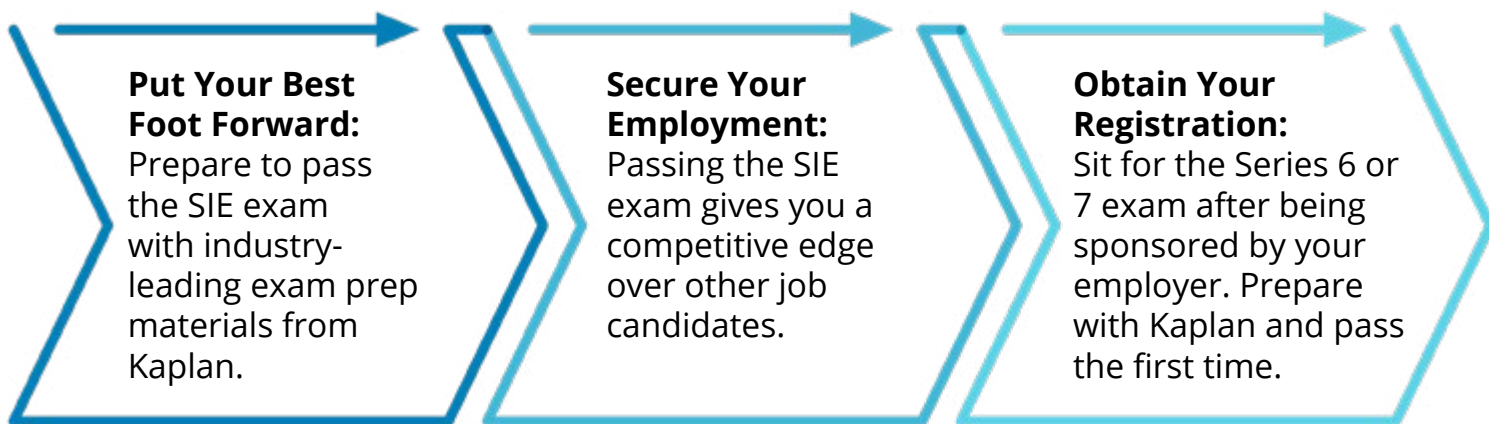 Put Your Best
Foot Forward:
Prepare to pass
the SIE exam
with industry-
leading exam prep
materials from
Kaplan.
Secure Your
Employment:
Passing the SIE
exam gives you a
competitive edge
over other job
candidates.
Obtain Your
Registration:
Sit for the Series 6 or
7 exam after being
sponsored by your
employer. Prepare
with Kaplan and pass
the first time.